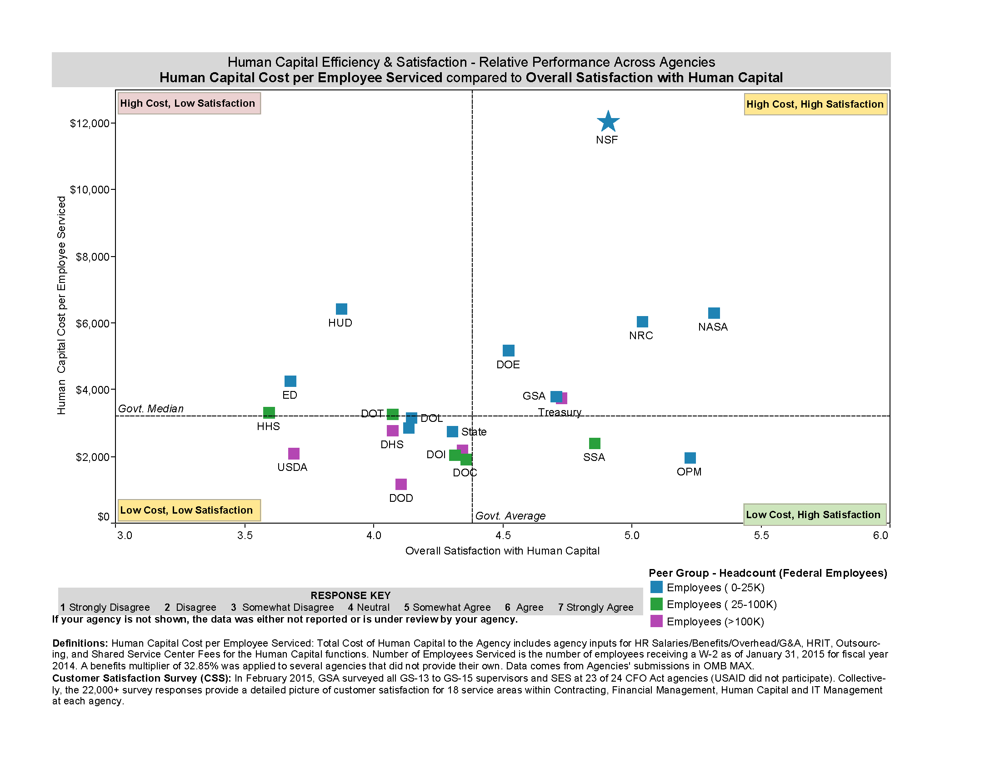 Human Capital Efficiency & Satisfaction - Relative Performance Across Agencies
Human Capital Cost per Employee Serviced compared to Overall Satisfaction with Human Capital
High Cost, Low Satisfaction
High Cost, High Satisfaction
$12,000
NSF
$10,000
Human Capital Cost per Employee Serviced
$8,000
$6,000
HUD
NRC
NASA
DOE
$4,000
ED
GSA
Treasury
Govt. Median
HHS
DOT
DOL
DHS
State
$2,000
USDA
DOI
DOC
SSA
OPM
DOD
Low Cost, Low Satisfaction
Govt. Average
Low Cost, High Satisfaction
$0
3.0 3.5 4.0 4.5 5.0 5.5 6.0
Overall Satisfaction with Human Capital
Peer Group - Headcount (Federal Employees)
Employees ( 0-25K)
Employees ( 25-100K)
Employees (>100K)
RESPONSE KEY
1 Strongly Disagree 2 Disagree 3 Somewhat Disagree 4 Neutral 5 Somewhat Agree 6 Agree 7 Strongly Agree
If your agency is not shown, the data was either not reported or is under review by your agency.
Definitions: Human Capital Cost per Employee Serviced: Total Cost of Human Capital to the Agency includes agency inputs for HR Salaries/Benefits/Overhead/G&A, HRIT, Outsourc-
ing, and Shared Service Center Fees for the Human Capital functions. Number of Employees Serviced is the number of employees receiving a W-2 as of January 31, 2015 for fiscal year
2014. A benefits multiplier of 32.85% was applied to several agencies that did not provide their own. Data comes from Agencies' submissions in OMB MAX.
Customer Satisfaction Survey (CSS): In February 2015, GSA surveyed all GS-13 to GS-15 supervisors and SES at 23 of 24 CFO Act agencies (USAID did not participate). Collective-
ly, the 22,000+ survey responses provide a detailed picture of customer satisfaction for 18 service areas within Contracting, Financial Management, Human Capital and IT Management
at each agency.